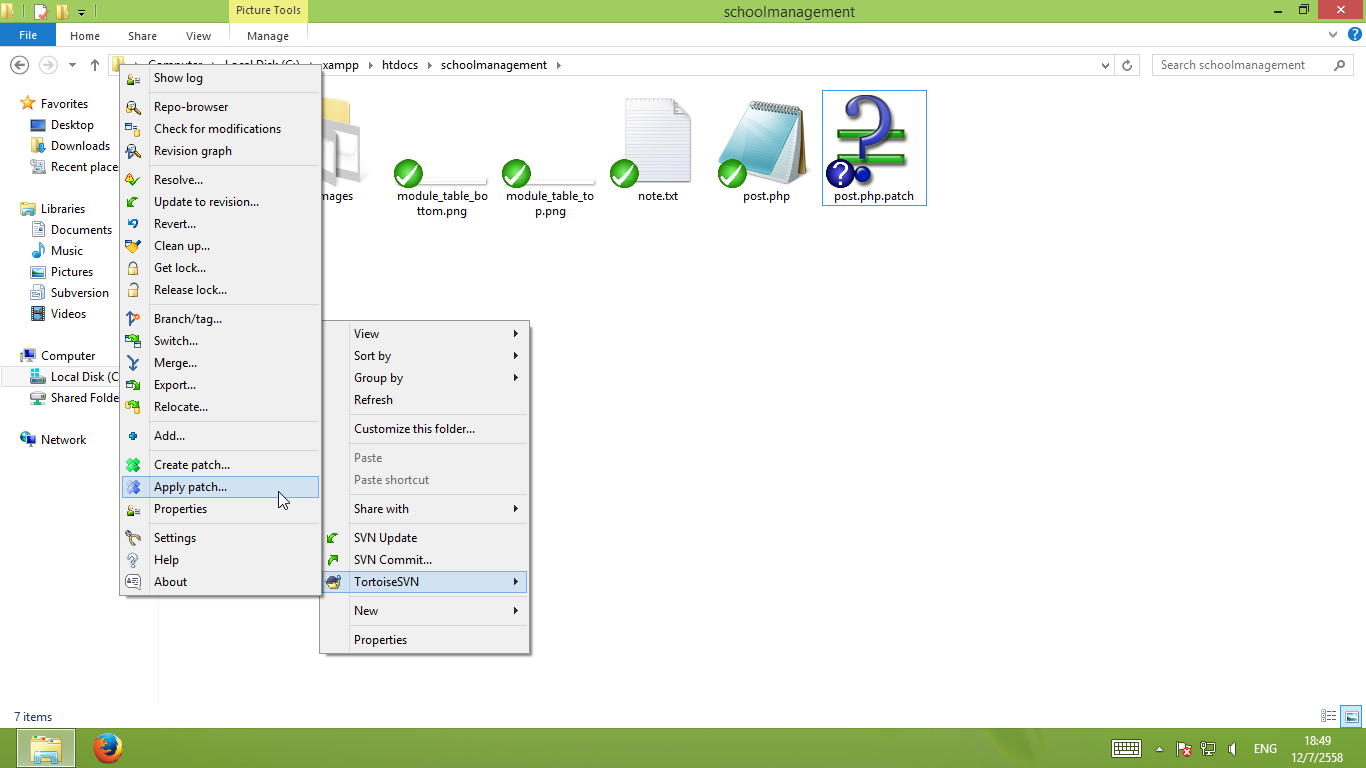 Picture Tools
schoolmanagement
File
Home
Share
View
Manage
xampp
htdocs
schoolmanagement
Search schoolmanagement
Favorites
Desktop
Downloads
Recent place
Libraries
Documents
Music
Pictures
Subversion
Videos
Computer
Local Disk (C
Shared Folde
Network
Show log
Repo-browser
Check for modifications
Revision graph
Resolve...
Update to revision...
Revert...
Clean up...
Get lock...
Release lock...
Branch/tag...
Switch...
Merge...
Export...
Relocate...
Add...
Create patch...
Apply patch...
Properties
Settings
Help
About
mages
module_table_bo
ttom.png
module_table_to
p.png
note.txt
post.php
post.php.patch
View
Sort by
Group by
Refresh
Customize this folder...
Paste
Paste shortcut
Share with
SVN Update
SVN Commit...
TortoiseSVN
New
Properties
7 items
ENG
18:49
12/7/2558